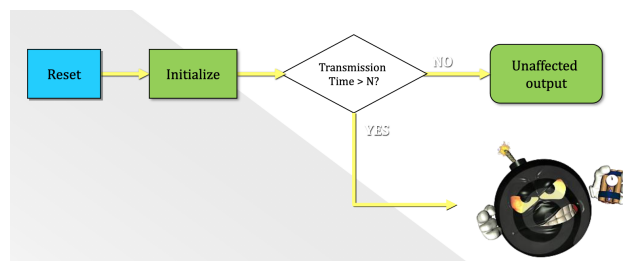 Reset
Initialize
Transmission
Time > N?
NO
Unaffected
output
YES